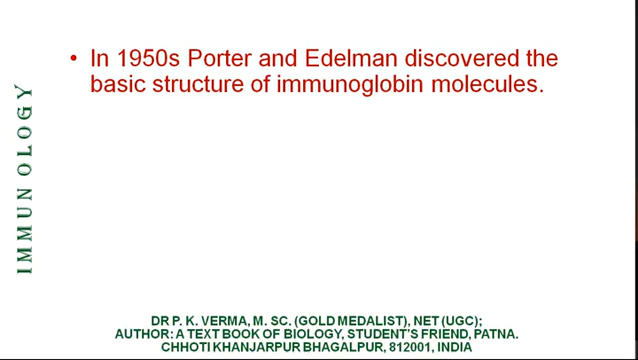 • In 1950s Porter and Edelman discovered the
basic structure of immunoglobin molecules.
IMMUNOLOGY
DR P. K. VERMA, M. SC. (GOLD MEDALIST), NET (UGC);
AUTHOR: A TEXT BOOK OF BIOLOGY, STUDENT'S FRIEND, PATNA.
CHHOTI KHANJARPUR BHAGALPUR, 812001, INDIA